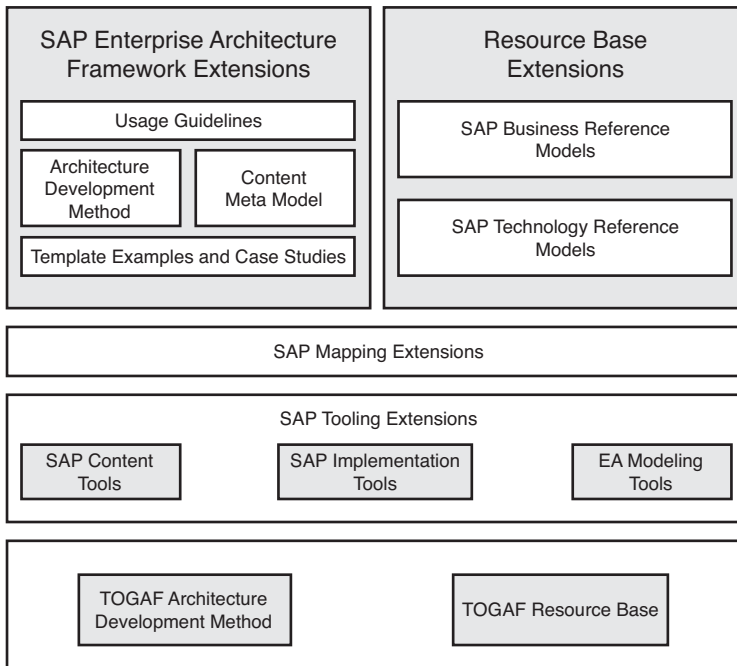 SAP Enterprise Architecture
Framework Extensions
Usage Guidelines
Architecture
Development
Method
Content
Meta Model
Template Examples and Case Studies
Resource Base
Extensions
SAP Business Reference
Models
SAP Technology Reference
Models
SAP Mapping Extensions
SAP Tooling Extensions
SAP Content
Tools
SAP Implementation
Tools
EA Modeling
Tools
TOGAF Architecture
Development Method
TOGAF Resource Base